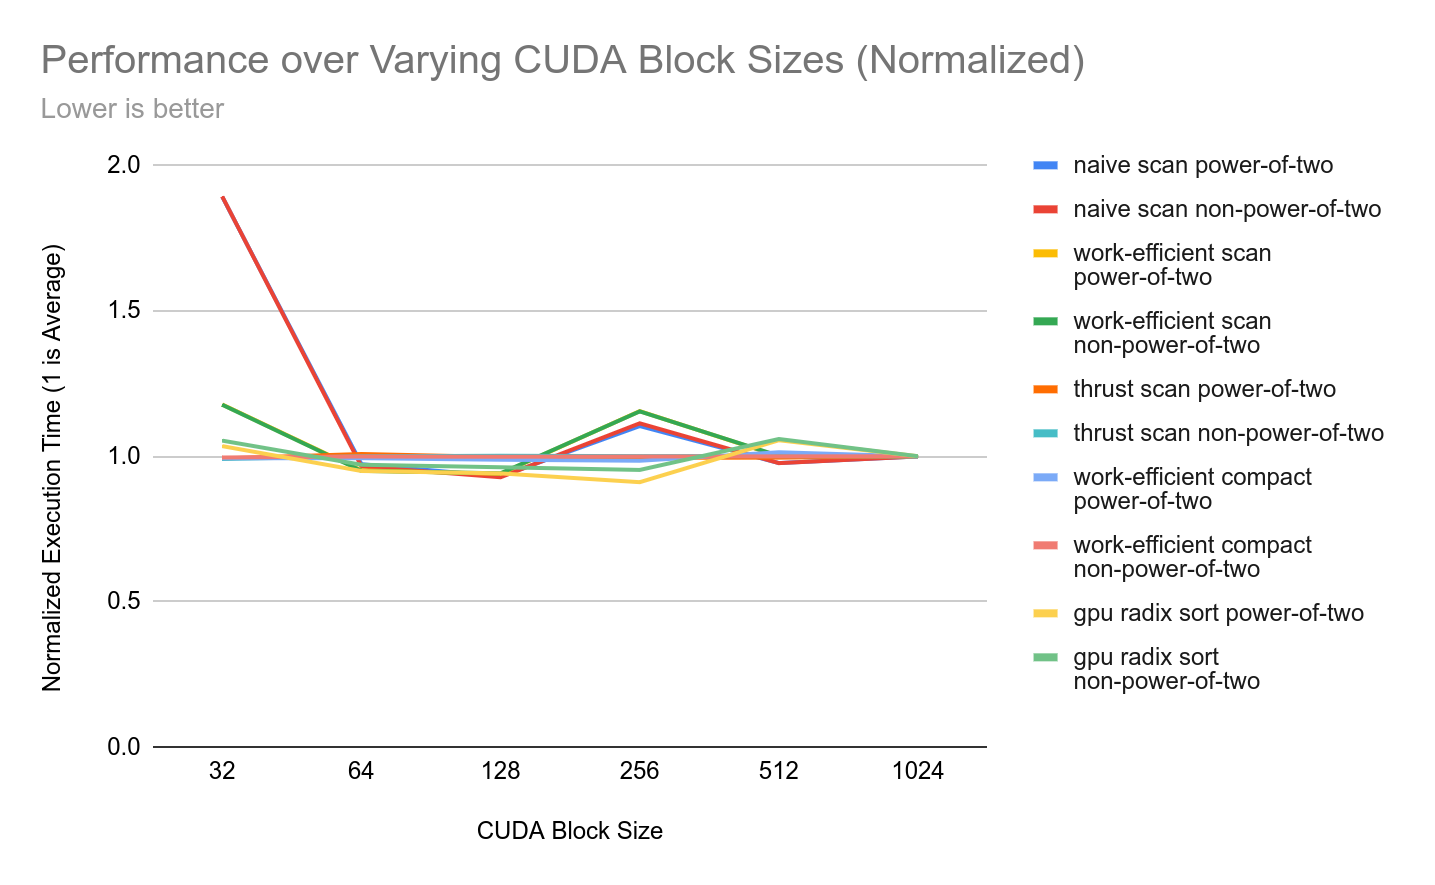 Performance over Varying CUDA Block Sizes (Normalized)
Lower is better
Normalized Execution Time (1 is Average)
2.0
1.5
1.0
0.5
0.0
32 64 128 256 512 1024
CUDA Block Size
naive scan power-of-two
naive scan non-power-of-two
work-efficient scan
power-of-two
work-efficient scan
non-power-of-two
thrust scan power-of-two
thrust scan non-power-of-two
work-efficient compact
power-of-two
work-efficient compact
non-power-of-two
gpu radix sort power-of-two
gpu radix sort
non-power-of-two